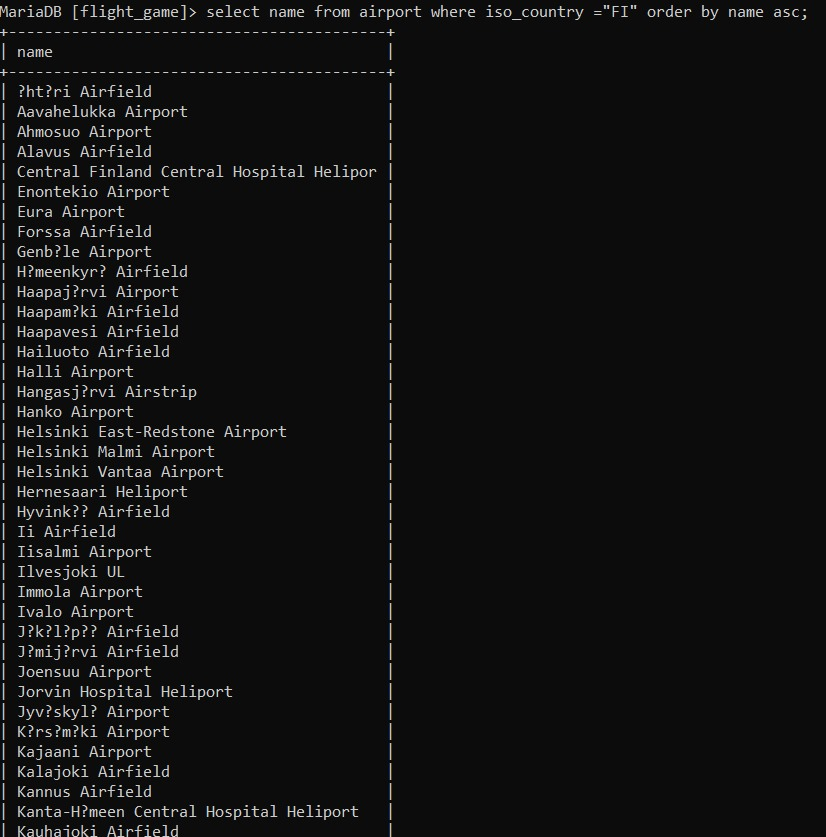 MariaDB [flight_game]> select name from airport where iso_country ="FI" order by name asc;
+------------------------------------------+
| name                                     |
+------------------------------------------+
| ?ht?ri Airfield                          |
| Aavahelukka Airport                      |
| Ahmosuo Airport                          |
| Alavus Airfield                          |
| Central Finland Central Hospital Helipor |
| Enontekio Airport                        |
| Eura Airport                             |
| Forssa Airfield                          |
| Genb?le Airport                          |
| H?meenkyr? Airfield                      |
| Haapaj?rvi Airport                       |
| Haapam?ki Airfield                       |
| Haapavesi Airfield                       |
| Hailuoto Airfield                        |
| Halli Airport                            |
| Hangasj?rvi Airstrip                     |
| Hanko Airport                            |
| Helsinki East-Redstone Airport           |
| Helsinki Malmi Airport                   |
| Helsinki Vantaa Airport                  |
| Hernesaari Heliport                      |
| Hyvink?? Airfield                        |
| Ii Airfield                              |
| Iisalmi Airport                          |
| Ilvesjoki UL                             |
| Immola Airport                           |
| Ivalo Airport                            |
| J?k?l?p?? Airfield                       |
| J?mij?rvi Airfield                       |
| Joensuu Airport                          |
| Jorvin Hospital Heliport                 |
| Jyv?skyl? Airport                        |
| K?rs?m?ki Airport                        |
| Kajaani Airport                          |
| Kalajoki Airfield                        |
| Kannus Airfield                          |
| Kanta-H?meen Central Hospital Heliport   |
| Kauhajoki Airfield                       |